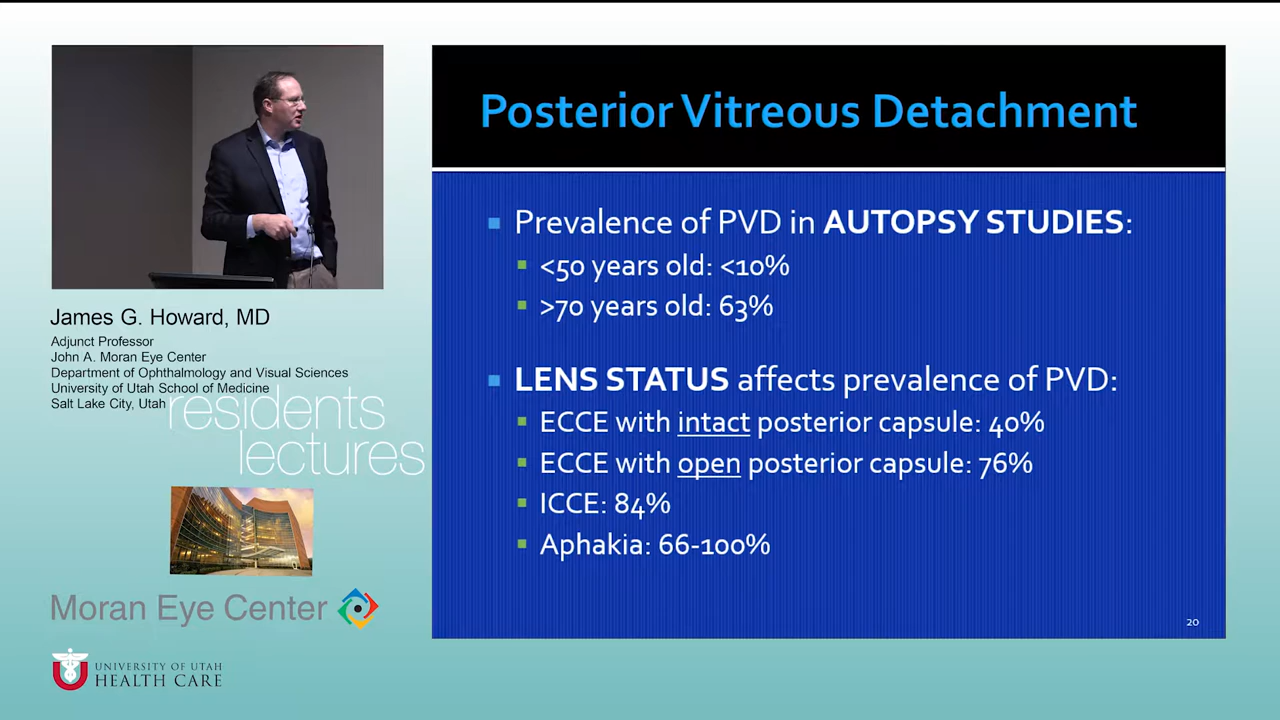 Posterior Vitreous Detachment
Prevalence of PVD in AUTOPSY STUDIES:
<50 years old: <10%
>70 years old: 63%
LENS STATUS affects prevalence of PVD:
ECCE with intact posterior capsule: 40%
ECCE with open posterior capsule: 76%
ICCE: 84%
Aphakia: 66-100%
20
James G. Howard, MD
Adjunct Professor
John A. Moran Eye Center
Department of Ophthalmology and Visual Sciences
University of Utah School of Medicine
Salt Lake City, Utah
residents
lectures
Moran Eye Center
UNIVERSITY OF UTAH
HEALTH CARE